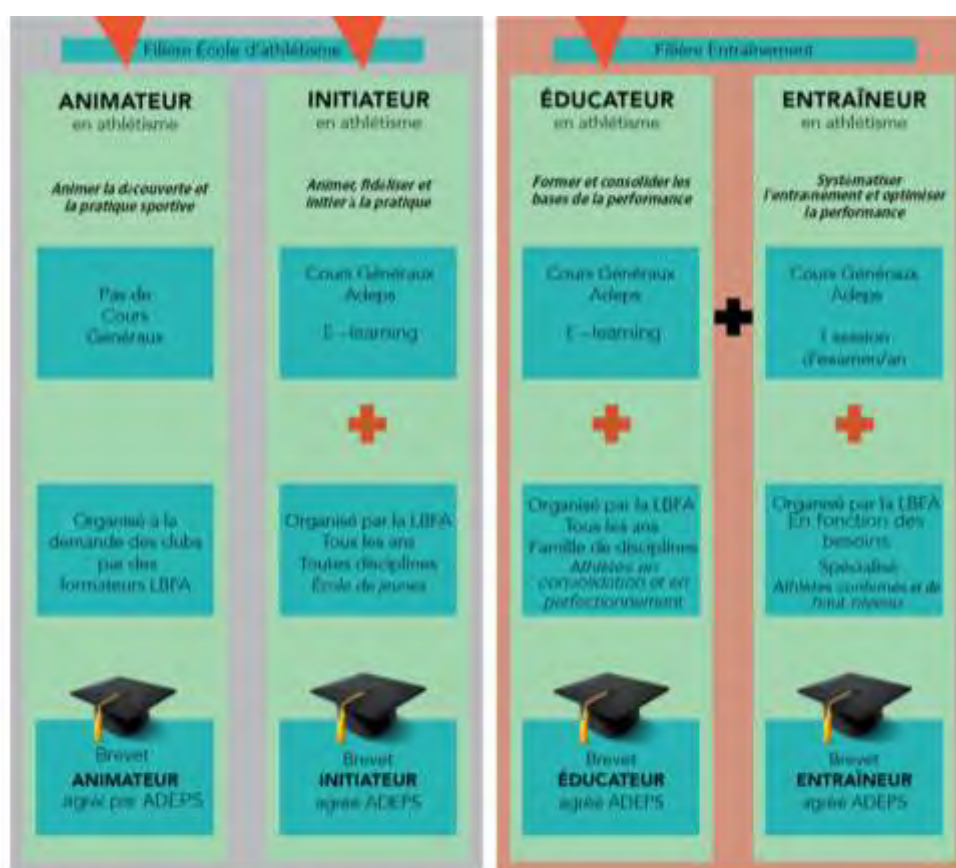 Filière École d'athlétisme
ANIMATEUR
en athlétisme
Animer la découverte et
la pratique sportive
Pas de
Cours
Généraux
Organisé à la
demande des clubs
par des
formateurs LBFA
Brevet
ANIMATEUR
agréé par ADEPS
INITIATEUR
en athlétisme
Animer, fidéliser et
initier à la pratique
Cours Généraux
Adeps
E-learning
Organisé par la LBFA
Tous les ans
Toutes disciplines
École de jeunes
Brevet
INITIATEUR
agréé ADEPS
Filière Entraînement
ÉDUCATEUR
en athlétisme
Former et consolider les
bases de la performance
Cours Généraux
Adeps
E-learning
Organisé par la LBFA
Tous les ans
Famille de disciplines
Athlètes en
consolidation et en
perfectionnement
Brevet
ÉDUCATEUR
agréé ADEPS
ENTRAÎNEUR
en athlétisme
Systématiser
l'entraînement et optimiser
la performance
Cours Généraux
Adeps
1 session
d'examen/an
Organisé par la LBFA
En fonction des
besoins
Spécialisé
Athlètes confirmés et de
haut niveau
Brevet
ENTRAÎNEUR
agréé ADEPS